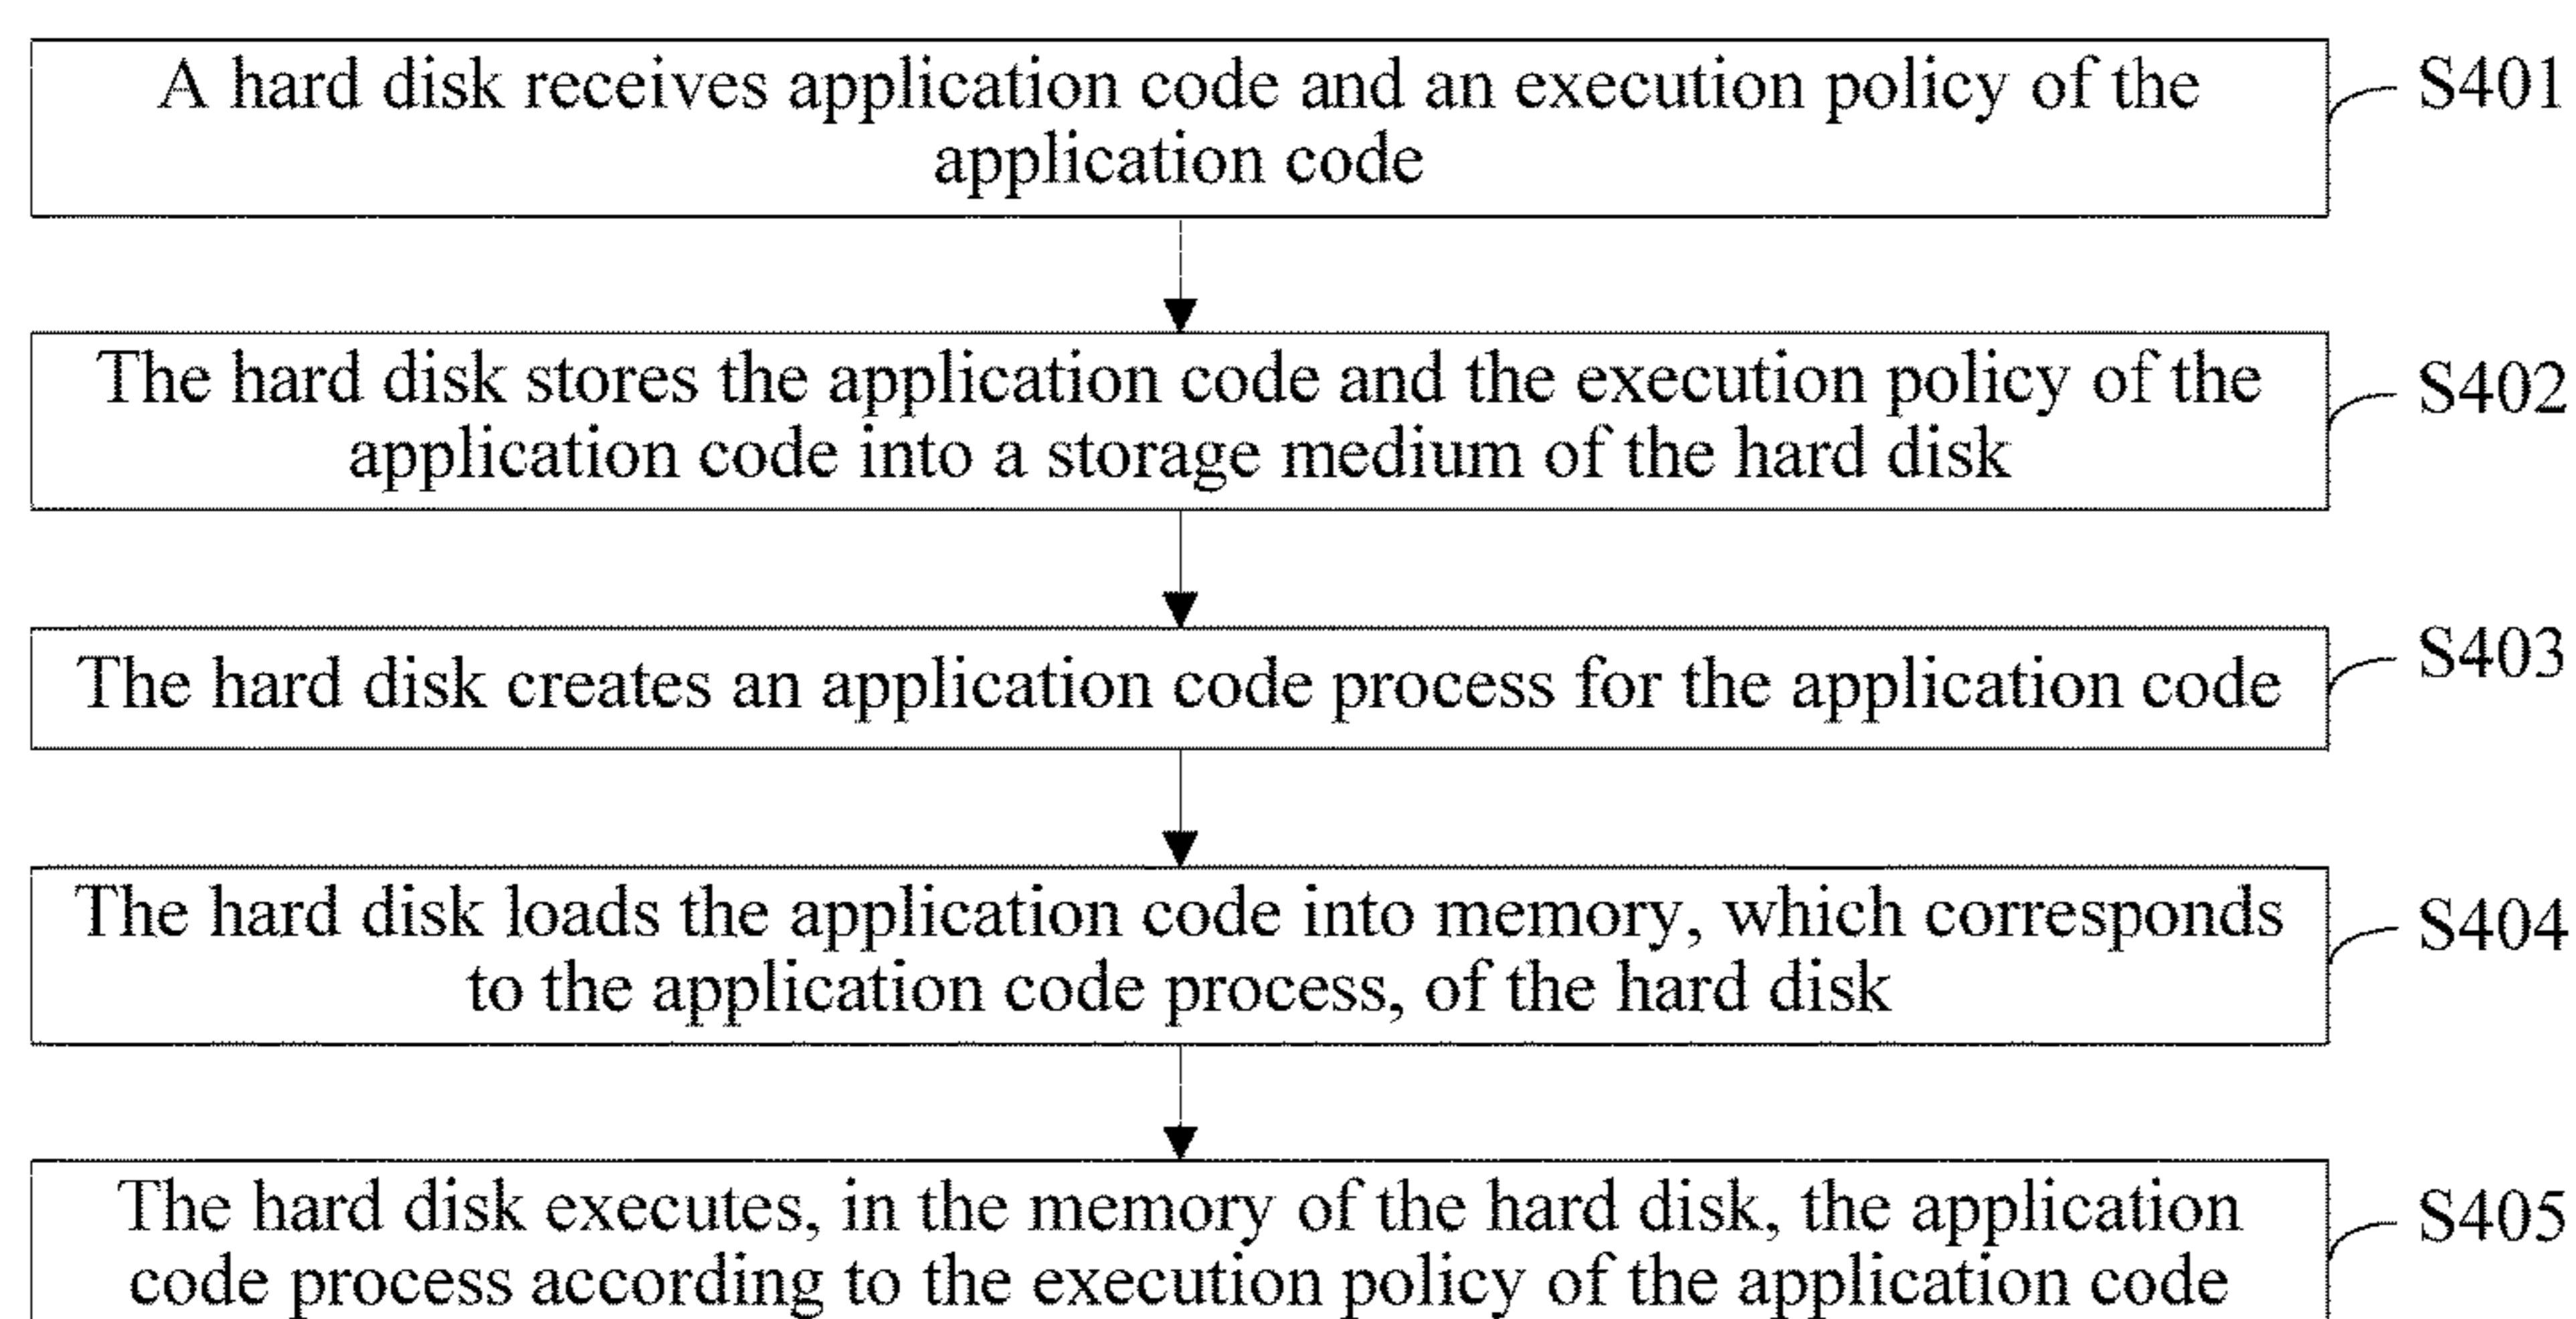 A hard disk receives application code and an execution policy of the
application code
S401
The hard disk stores the application code and the execution policy of the
application code into a storage medium of the hard disk
S402
The hard disk creates an application code process for the application code
S403
The hard disk loads the application code into memory, which corresponds
to the application code process, of the hard disk
S404
The hard disk executes, in the memory of the hard disk, the application
code process according to the execution policy of the application code
S405